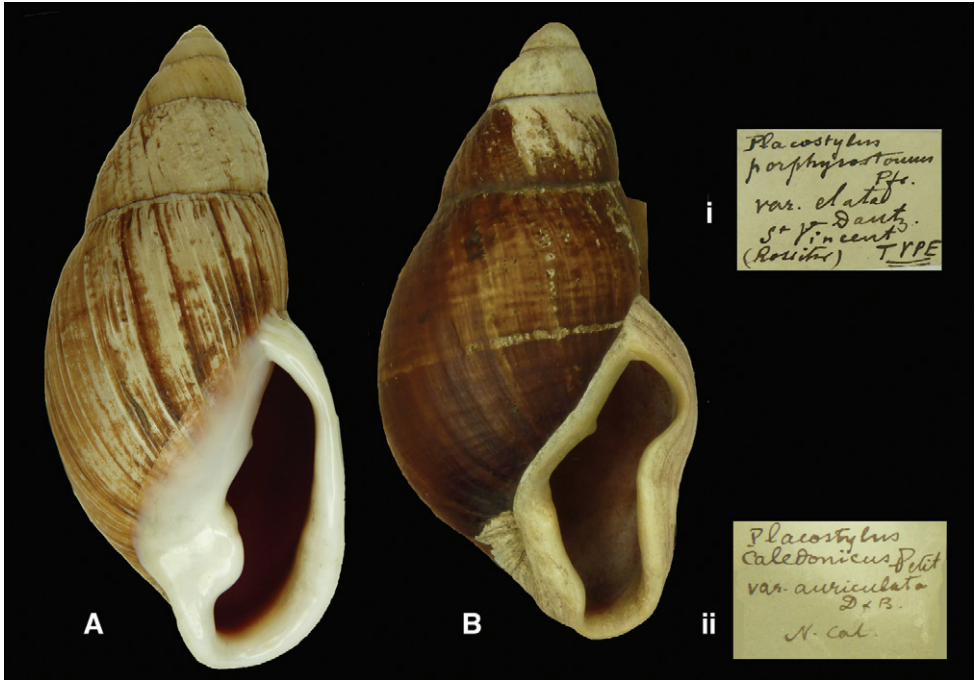 A
B
i
Placostylus
porphyrostomus
Pfr.
var. elata
Dautz.
St Vincent
(Rossiter) TYPE
ii
Placostylus
Caledonicus Petit
var. auriculata
D & B.
N. Cal.